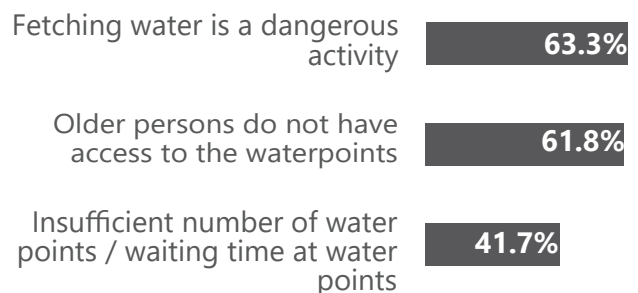 Fetching water is a dangerous
activity
63.3%
Older persons do not have
access to the waterpoints
61.8%
Insufficient number of water
points / waiting time at water
points
41.7%